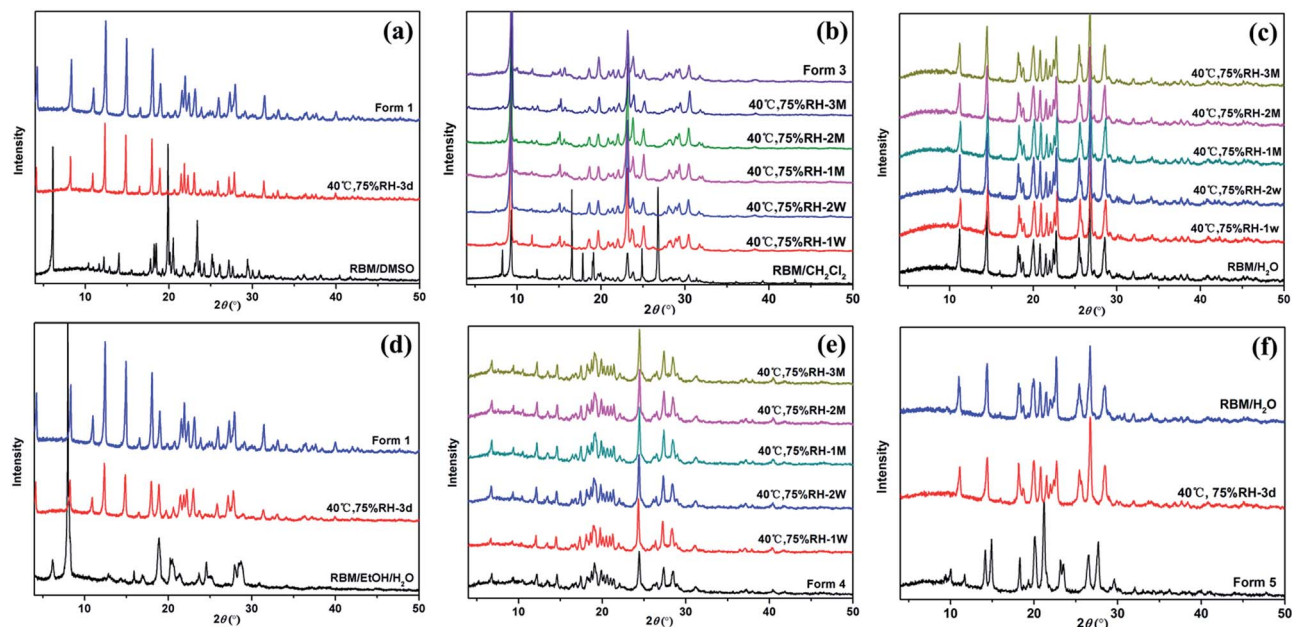 (a)
Form 1
40℃,75%RH-3d
RBM/DMSO
Intensity
10 20 30 40 50
2θ(°)
(b)
Form 3
40℃,75%RH-3M
40℃,75%RH-2M
40℃,75%RH-1M
40℃,75%RH-2W
40℃,75%RH-1W
RBM/CH₂Cl₂
Intensity
10 20 30 40 50
2θ(°)
(c)
40℃,75%RH-3M
40℃,75%RH-2M
40℃,75%RH-1M
40℃,75%RH-2w
40℃,75%RH-1w
RBM/H₂O
Intensity
10 20 30 40 50
2θ(°)
(d)
Form 1
40℃,75%RH-3d
RBM/EtOH/H₂O
Intensity
10 20 30 40 50
2θ(°)
(e)
40℃,75%RH-3M
40℃,75%RH-2M
40℃,75%RH-1M
40℃,75%RH-2W
40℃,75%RH-1W
Form 4
Intensity
10 20 30 40 50
2θ(°)
(f)
RBM/H₂O
40℃, 75%RH-3d
Form 5
Intensity
10 20 30 40 50
2θ(°)